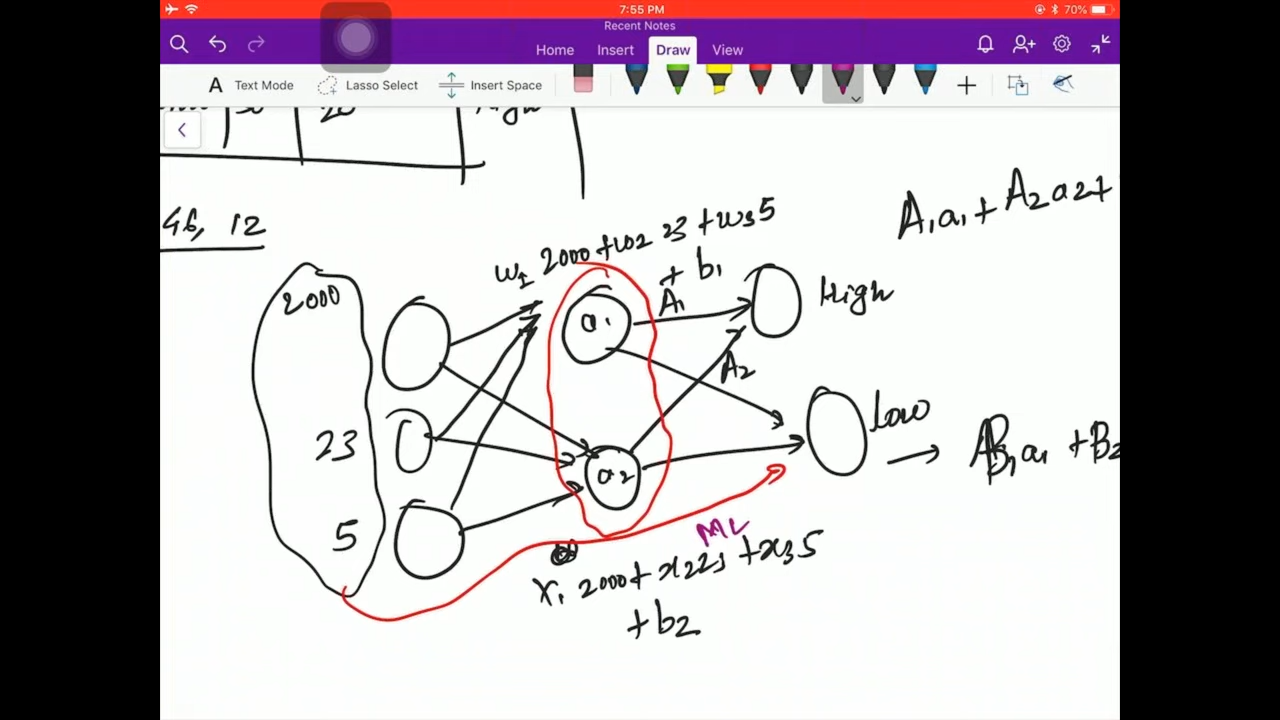 7:55 PM
70%
Recent Notes
Home Insert Draw View
A Text Mode Lasso Select Insert Space
20
46, 12
A1a1 + A2a2 +
w1 2000 + w2 23 + w3 5
+ b1
2000
a1
A1
High
A2
23
Low
B1a1 + B2
a2
5
ML
x1 2000 + x2 23 + x3 5
+ b2